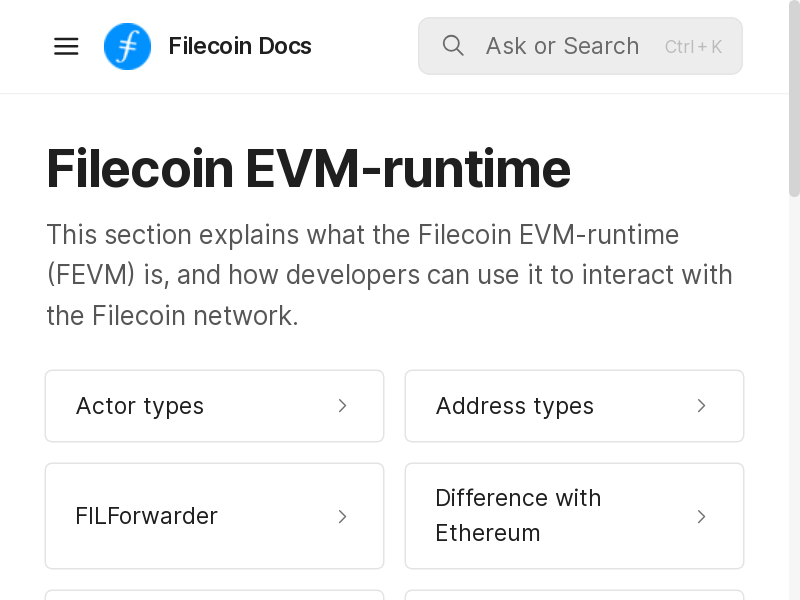 Filecoin Docs
Ask or Search
Ctrl + K
Filecoin EVM-runtime
This section explains what the Filecoin EVM-runtime
(FEVM) is, and how developers can use it to interact with
the Filecoin network.
Actor types
Address types
FILForwarder
Difference with
Ethereum